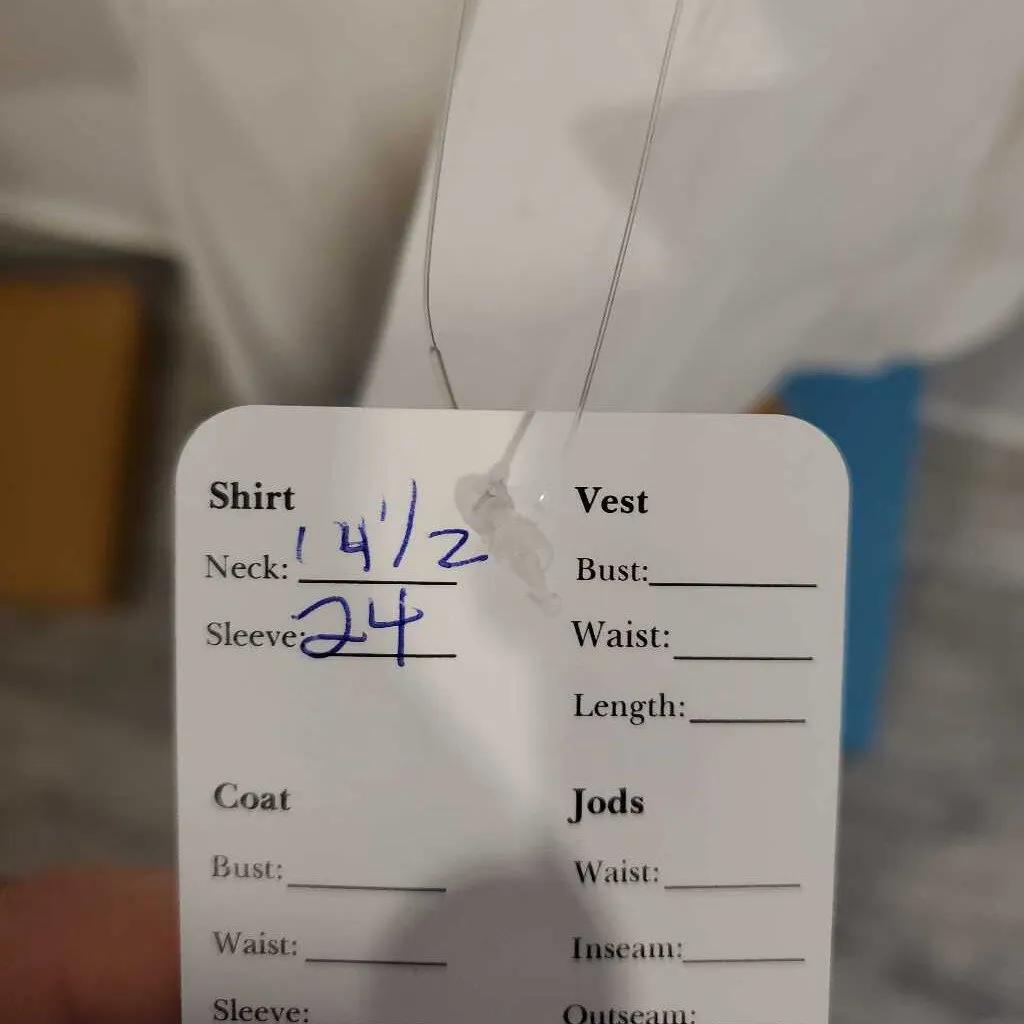 Shirt
Neck: 14 1/2
Sleeve: 24
Coat
Bust:
Waist:
Sleeve:
Vest
Bust:
Waist:
Length:
Jods
Waist:
Inseam:
Outseam: